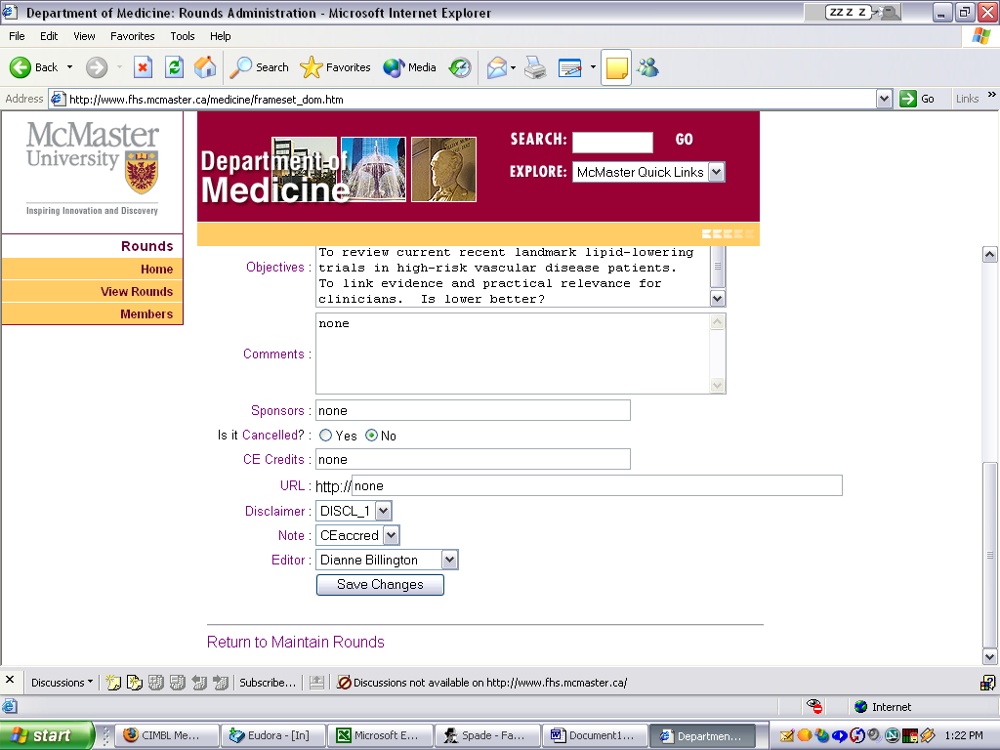 Department of Medicine: Rounds Administration - Microsoft Internet Explorer
ZZ Z Z
File Edit View Favorites Tools Help
Back Search Favorites Media
Address http://www.fhs.mcmaster.ca/medicine/frameset_dom.htm Go Links »
McMaster
University
Inspiring Innovation and Discovery
Department of
Medicine
SEARCH: GO
EXPLORE: McMaster Quick Links
Rounds
Home
View Rounds
Members
Objectives :
To review current recent landmark lipid-lowering
trials in high-risk vascular disease patients.
To link evidence and practical relevance for
clinicians.  Is lower better?
Comments : none
Sponsors : none
Is it Cancelled? : Yes No
CE Credits : none
URL : http:// none
Disclaimer : DISCL_1
Note : CEaccred
Editor : Dianne Billington
Save Changes
Return to Maintain Rounds
Discussions Subscribe... Discussions not available on http://www.fhs.mcmaster.ca/
Internet
start CIMBL Me... Eudora - [In] Microsoft E... Spade - Fa... Document1... Departmen... 1:22 PM